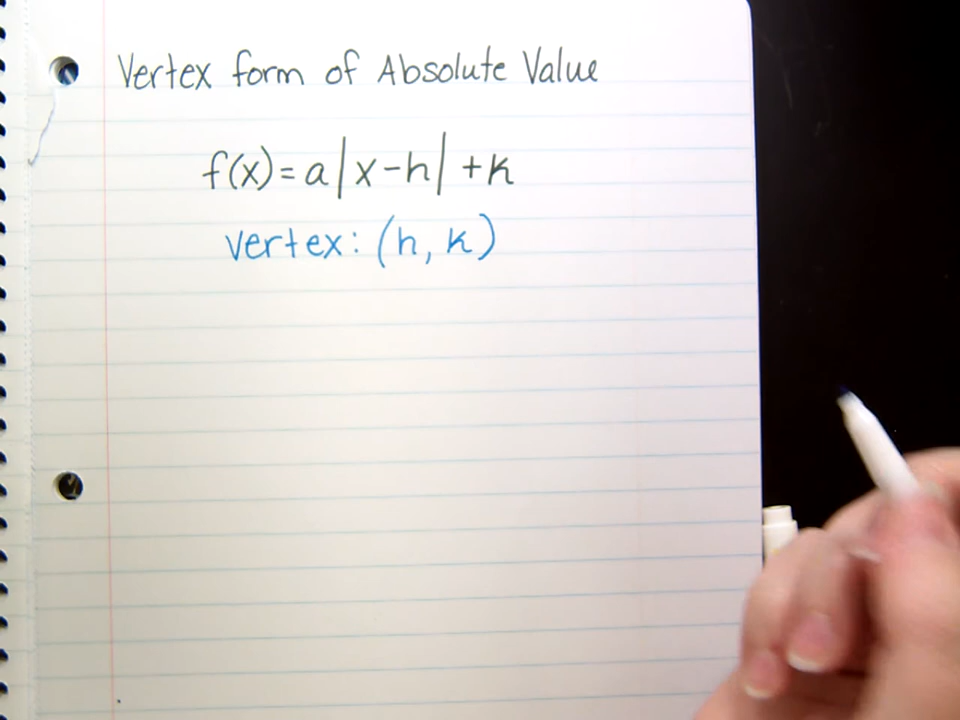 Vertex form of Absolute Value
f(x)=a|x-h|+k
vertex: (h, k)